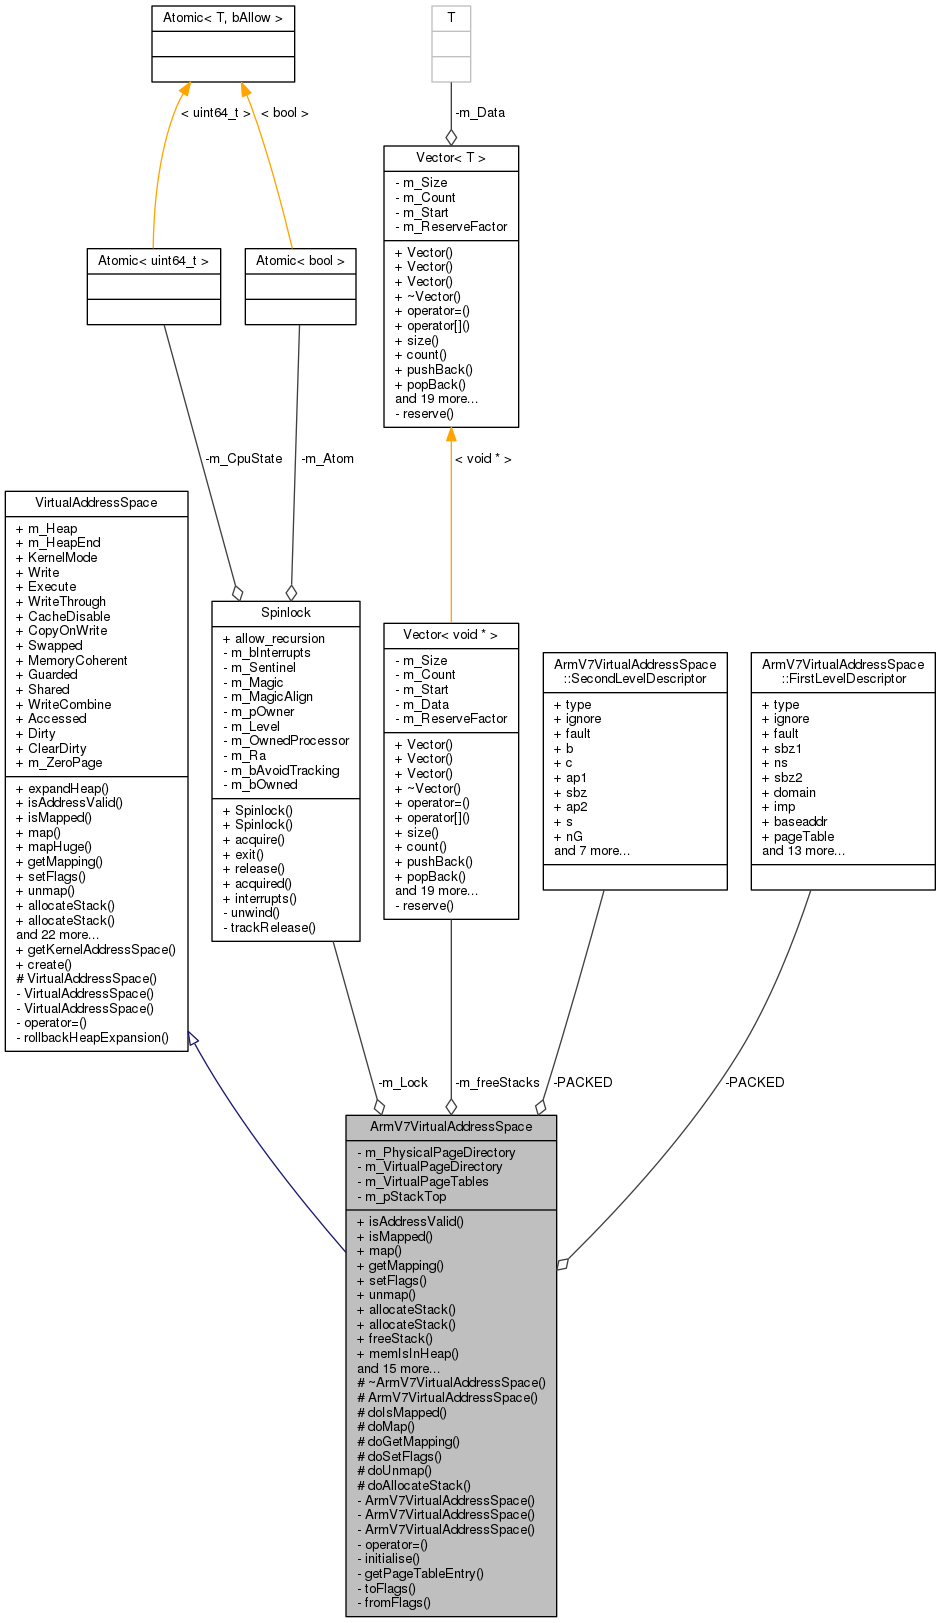 Atomic< T, bAllow >
T
< uint64_t >
< bool >
-m_Data
Vector< T >
- m_Size
- m_Count
- m_Start
- m_ReserveFactor
+ Vector()
+ Vector()
+ Vector()
+ ~Vector()
+ operator=()
+ operator[]()
+ size()
+ count()
+ pushBack()
+ popBack()
and 19 more...
- reserve()
Atomic< uint64_t >
Atomic< bool >
-m_CpuState
-m_Atom
< void * >
VirtualAddressSpace
+ m_Heap
+ m_HeapEnd
+ KernelMode
+ Write
+ Execute
+ WriteThrough
+ CacheDisable
+ CopyOnWrite
+ Swapped
+ MemoryCoherent
+ Guarded
+ Shared
+ WriteCombine
+ Accessed
+ Dirty
+ ClearDirty
+ m_ZeroPage
+ expandHeap()
+ isAddressValid()
+ isMapped()
+ map()
+ mapHuge()
+ getMapping()
+ setFlags()
+ unmap()
+ allocateStack()
+ allocateStack()
and 22 more...
+ getKernelAddressSpace()
+ create()
# VirtualAddressSpace()
- VirtualAddressSpace()
- VirtualAddressSpace()
- operator=()
- rollbackHeapExpansion()
Spinlock
+ allow_recursion
- m_bInterrupts
- m_Sentinel
- m_Magic
- m_MagicAlign
- m_pOwner
- m_Level
- m_OwnedProcessor
- m_Ra
- m_bAvoidTracking
- m_bOwned
+ Spinlock()
+ Spinlock()
+ acquire()
+ exit()
+ release()
+ acquired()
+ interrupts()
- unwind()
- trackRelease()
Vector< void * >
- m_Size
- m_Count
- m_Start
- m_Data
- m_ReserveFactor
+ Vector()
+ Vector()
+ Vector()
+ ~Vector()
+ operator=()
+ operator[]()
+ size()
+ count()
+ pushBack()
+ popBack()
and 19 more...
- reserve()
ArmV7VirtualAddressSpace
::SecondLevelDescriptor
+ type
+ ignore
+ fault
+ b
+ c
+ ap1
+ sbz
+ ap2
+ s
+ nG
and 7 more...
ArmV7VirtualAddressSpace
::FirstLevelDescriptor
+ type
+ ignore
+ fault
+ sbz1
+ ns
+ sbz2
+ domain
+ imp
+ baseaddr
+ pageTable
and 13 more...
-m_Lock
-m_freeStacks
-PACKED
-PACKED
ArmV7VirtualAddressSpace
- m_PhysicalPageDirectory
- m_VirtualPageDirectory
- m_VirtualPageTables
- m_pStackTop
+ isAddressValid()
+ isMapped()
+ map()
+ getMapping()
+ setFlags()
+ unmap()
+ allocateStack()
+ allocateStack()
+ freeStack()
+ memIsInHeap()
and 15 more...
# ~ArmV7VirtualAddressSpace()
# ArmV7VirtualAddressSpace()
# doIsMapped()
# doMap()
# doGetMapping()
# doSetFlags()
# doUnmap()
# doAllocateStack()
- ArmV7VirtualAddressSpace()
- ArmV7VirtualAddressSpace()
- ArmV7VirtualAddressSpace()
- operator=()
- initialise()
- getPageTableEntry()
- toFlags()
- fromFlags()